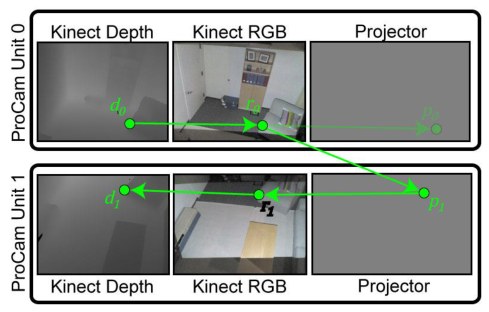 ProCam Unit 0
Kinect Depth Kinect RGB Projector
d₀ r₀ p₀
ProCam Unit 1
d₁ r₁ p₁
Kinect Depth Kinect RGB Projector